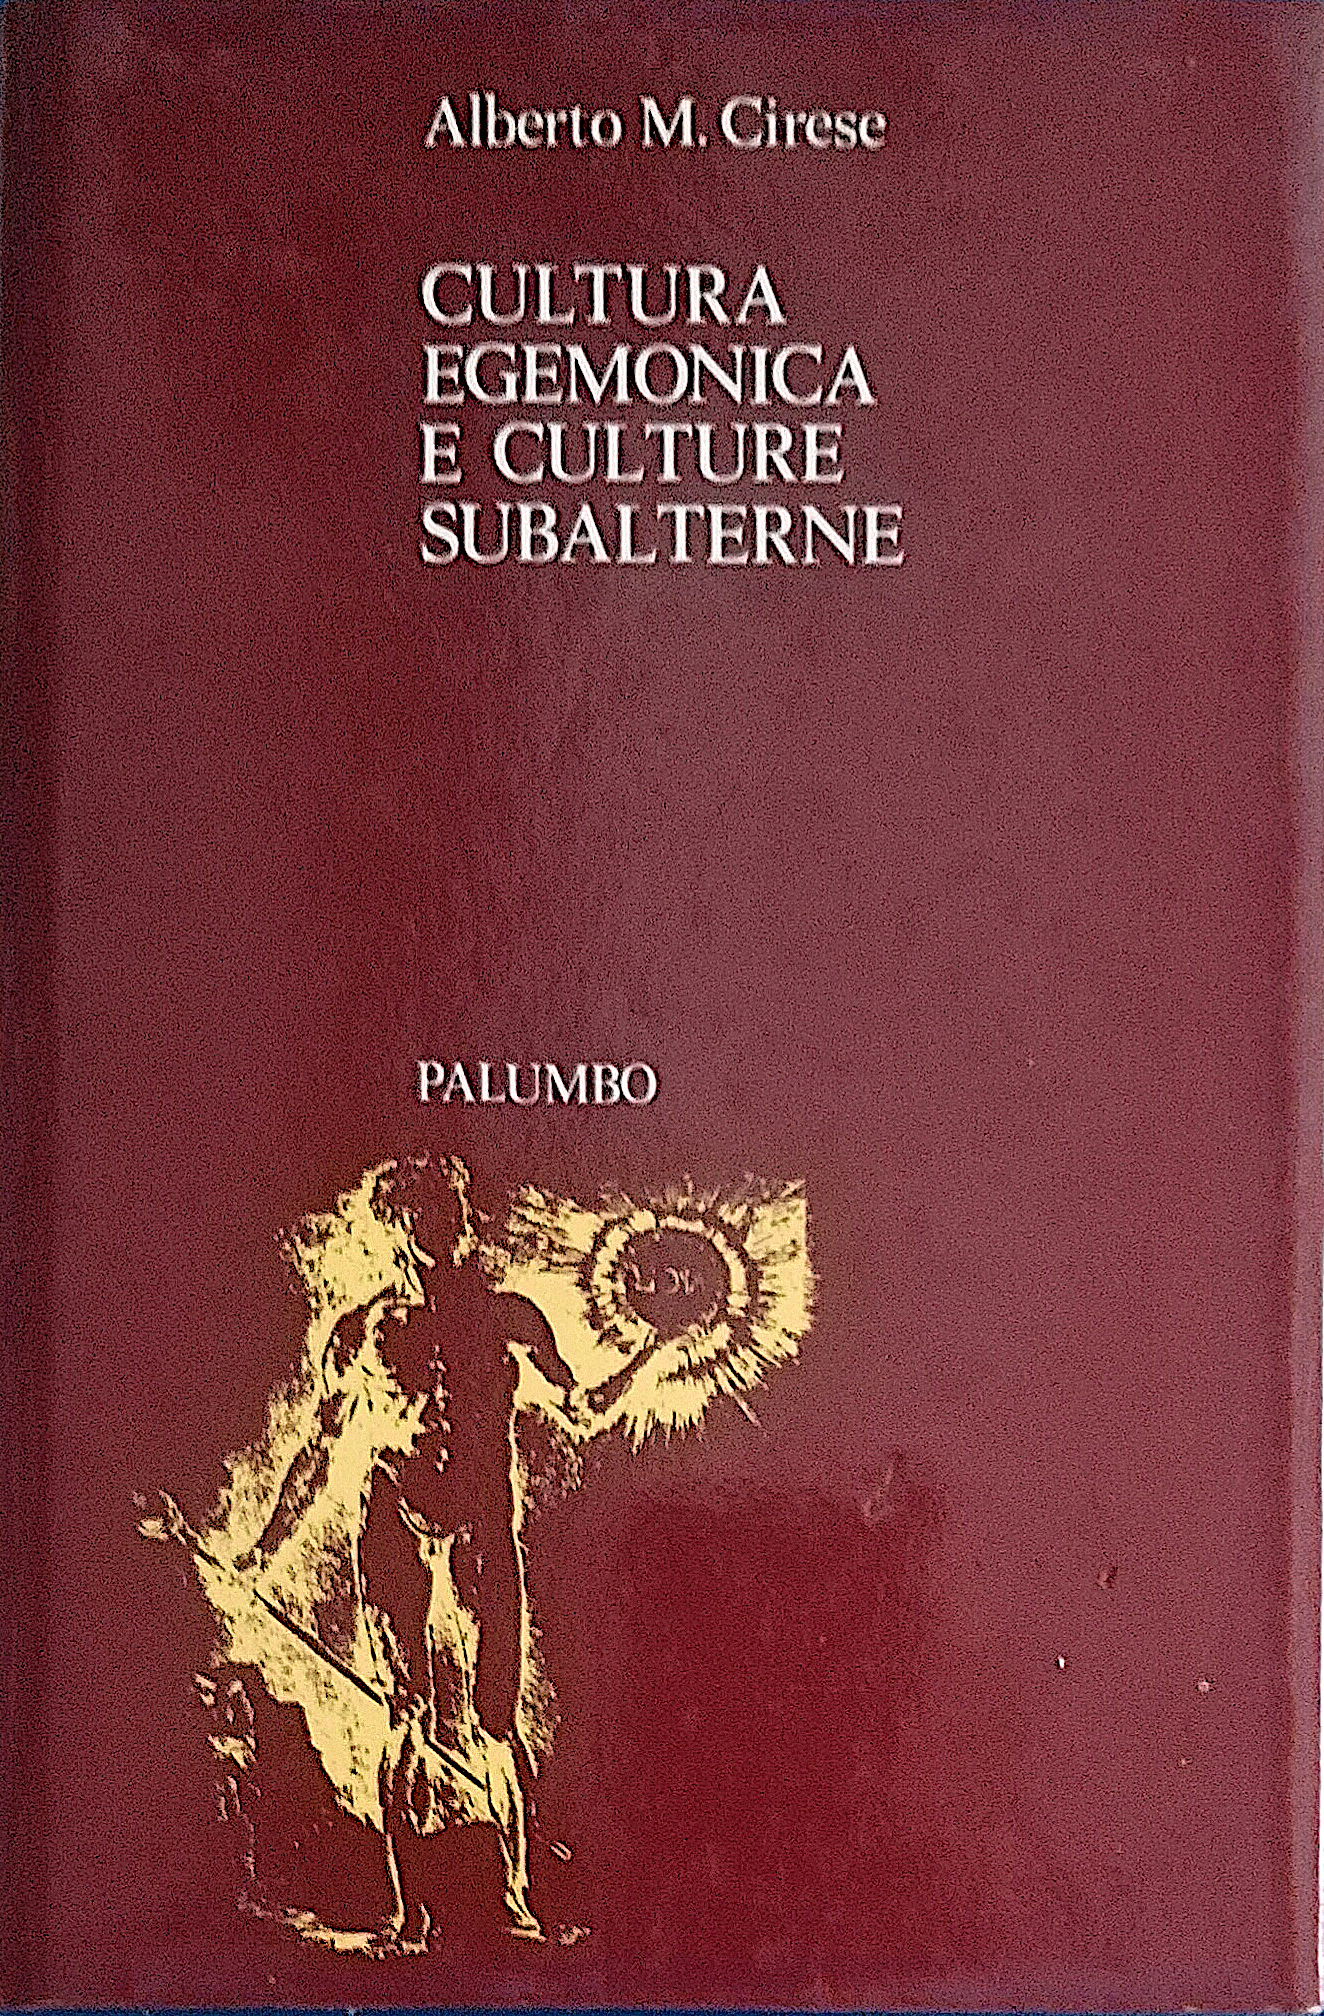 Alberto M. Cirese
CULTURA
EGEMONICA
E CULTURE
SUBALTERNE
PALUMBO